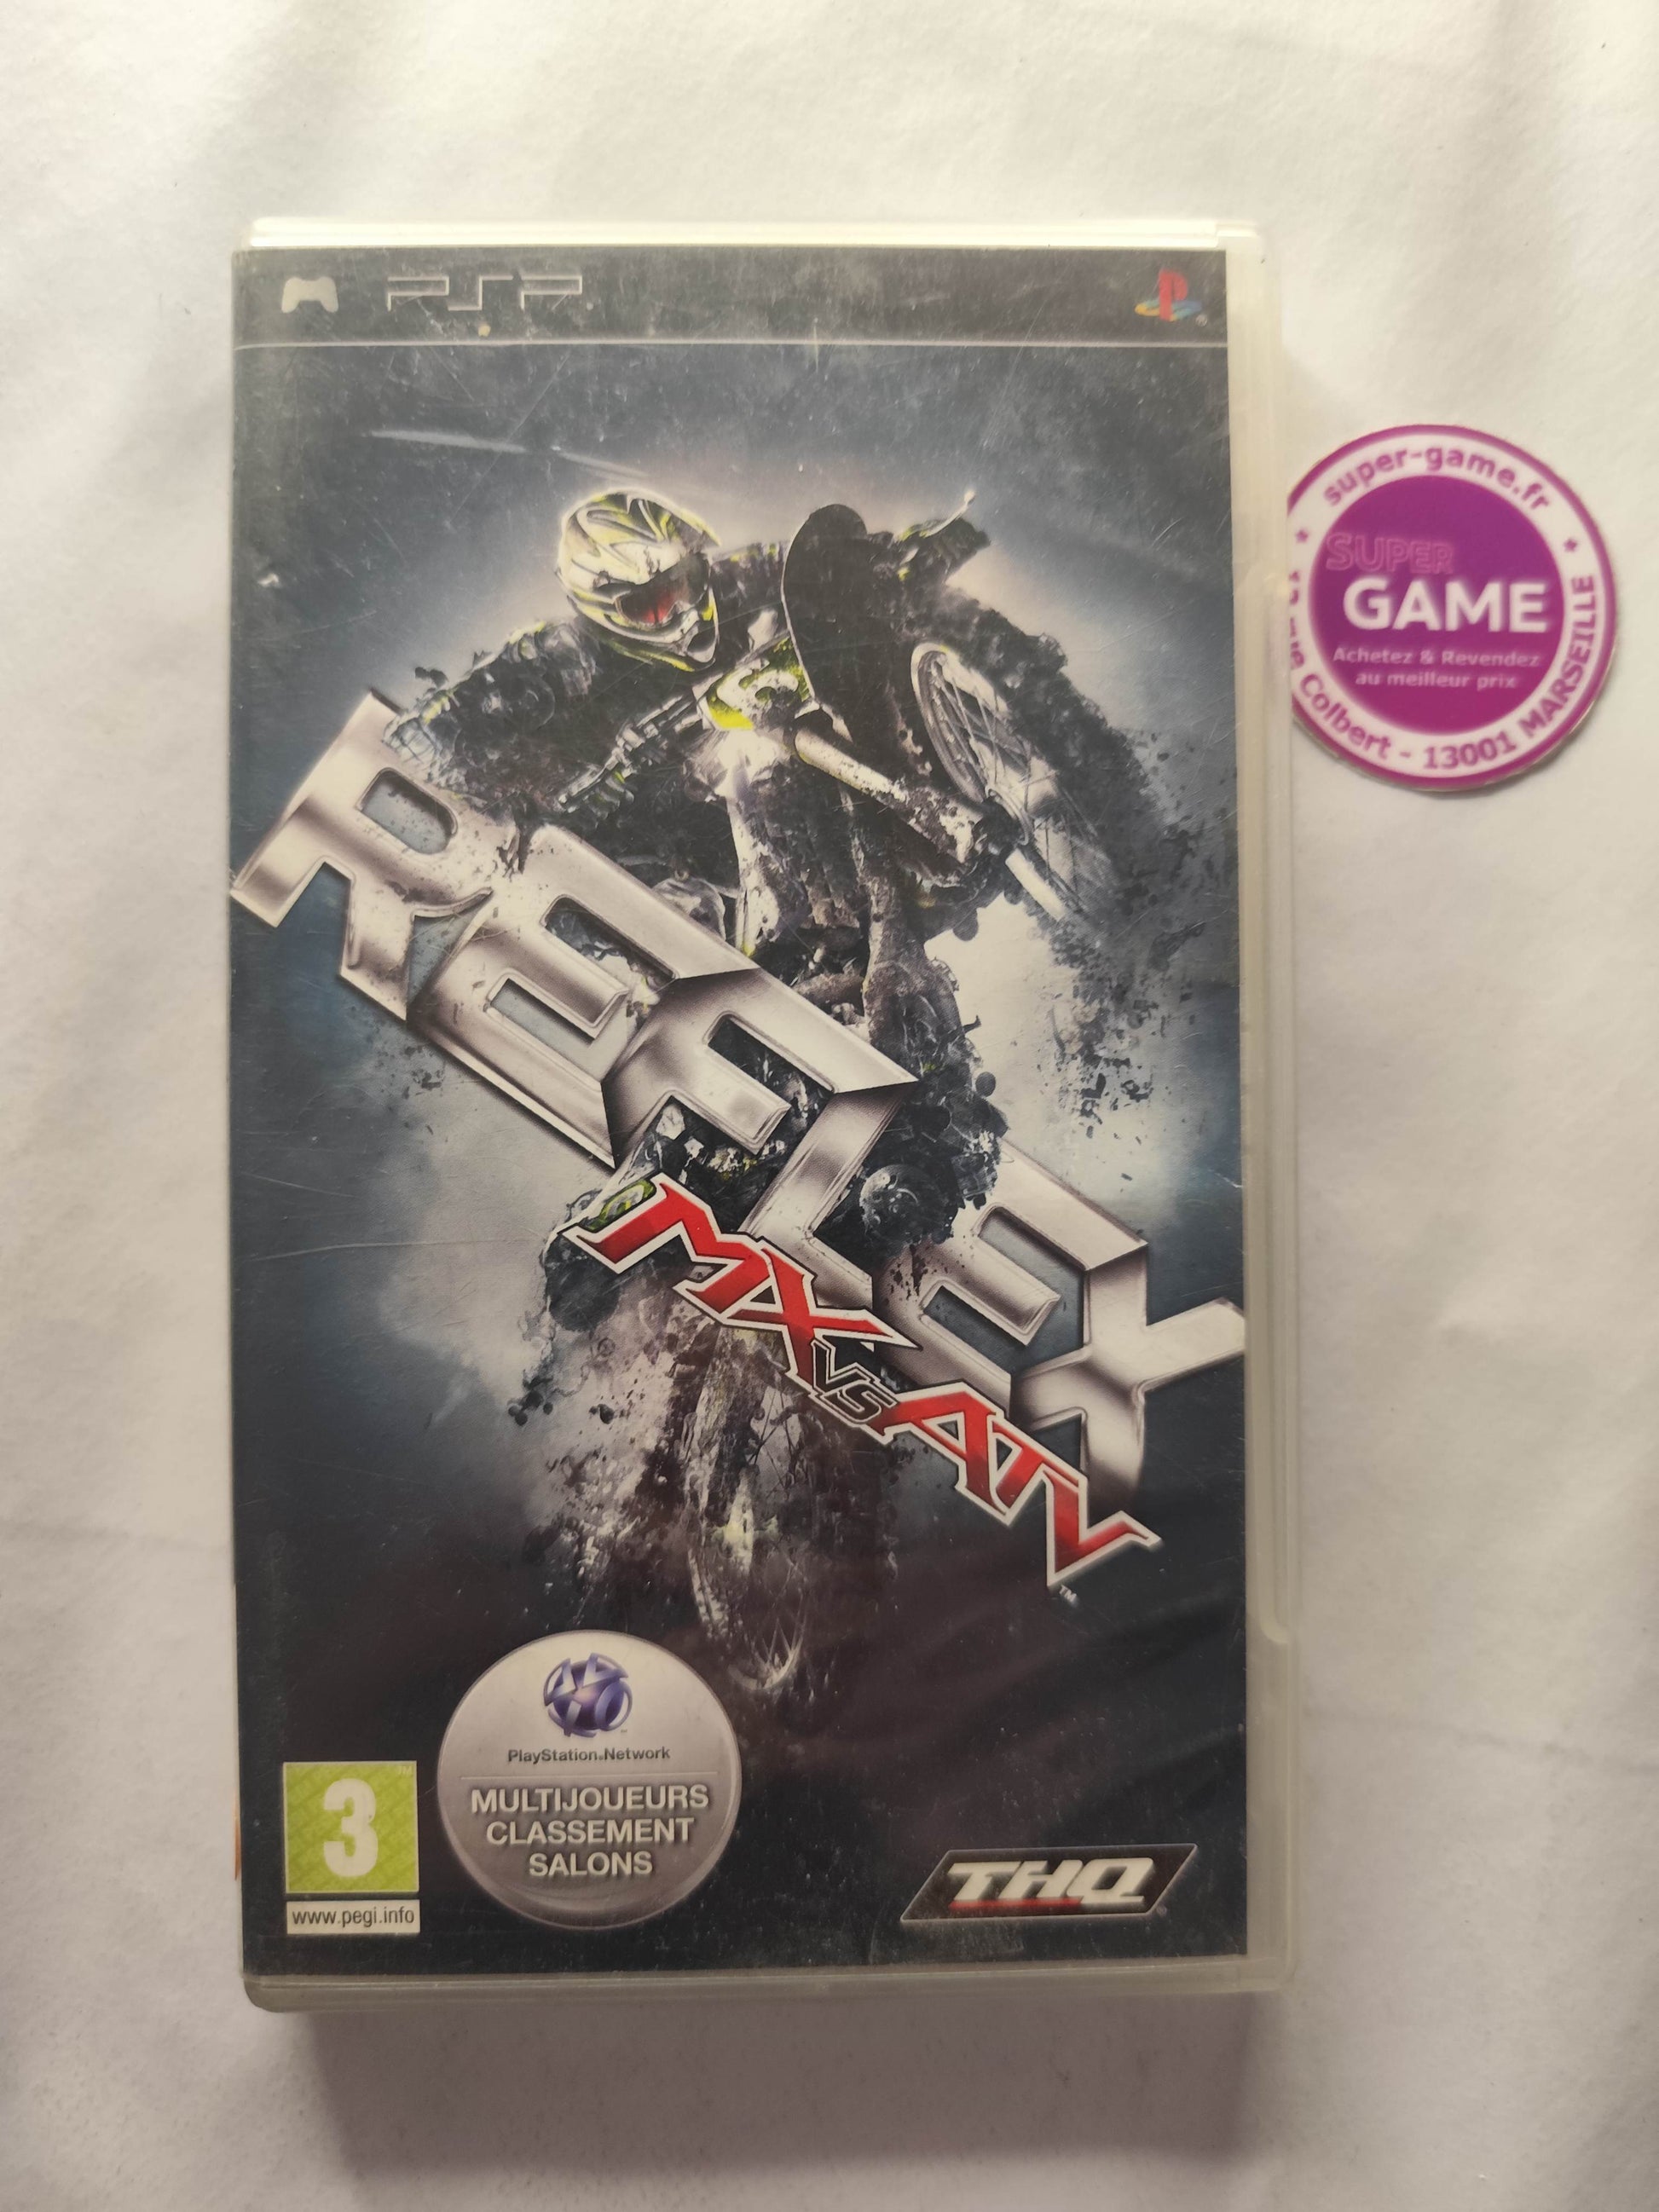 PSP
REFLEX
MX VS ATV
TM
PlayStation®Network
MULTIJOUEURS
CLASSEMENT
SALONS
3
www.pegi.info
THQ
super-game.fr
SUPER
GAME
Achetez & Revendez
au meilleur prix
Colbert - 13001 MARSEILLE